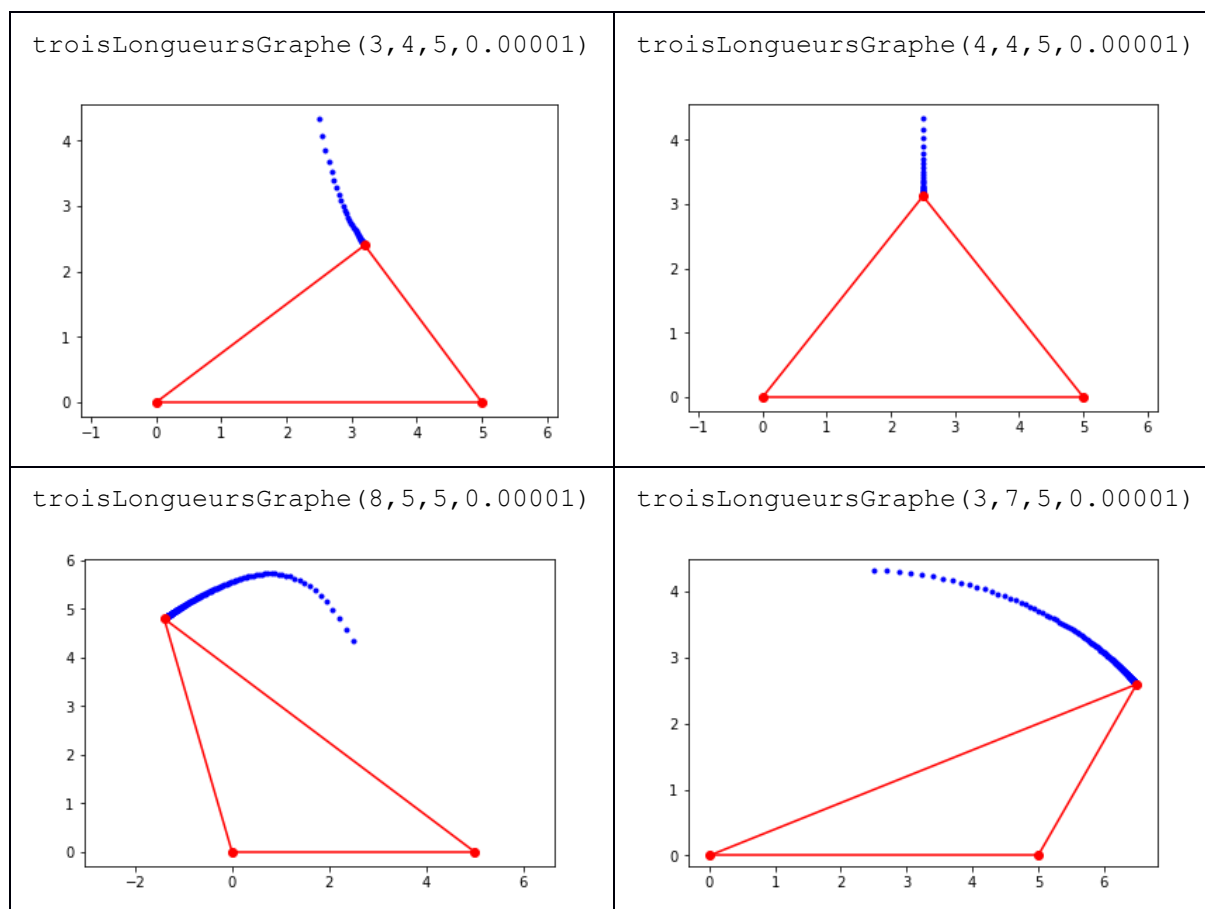 troisLongueursGraphe(3,4,5,0.00001)
4
3
2
1
0
−1 0 1 2 3 4 5 6
troisLongueursGraphe(4,4,5,0.00001)
4
3
2
1
0
−1 0 1 2 3 4 5 6
troisLongueursGraphe(8,5,5,0.00001)
6
5
4
3
2
1
0
−2 0 2 4 6
troisLongueursGraphe(3,7,5,0.00001)
4
3
2
1
0
0 1 2 3 4 5 6